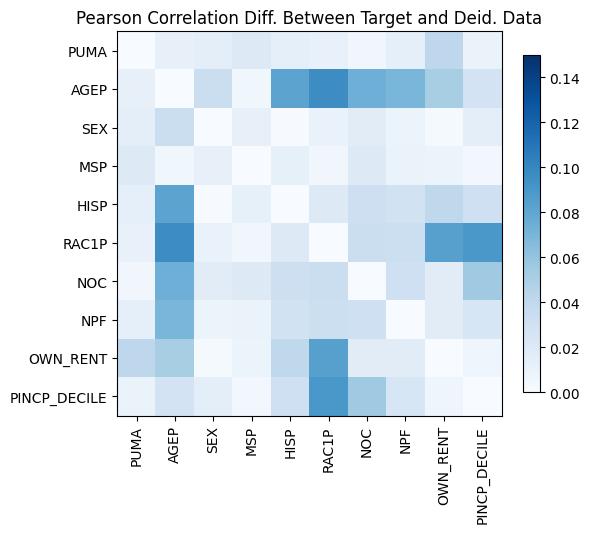 Pearson Correlation Diff. Between Target and Deid. Data
PUMA
AGEP
SEX
MSP
HISP
RAC1P
NOC
NPF
OWN_RENT
PINCP_DECILE
PUMA
AGEP
SEX
MSP
HISP
RAC1P
NOC
NPF
OWN_RENT
PINCP_DECILE
0.14
0.12
0.10
0.08
0.06
0.04
0.02
0.00